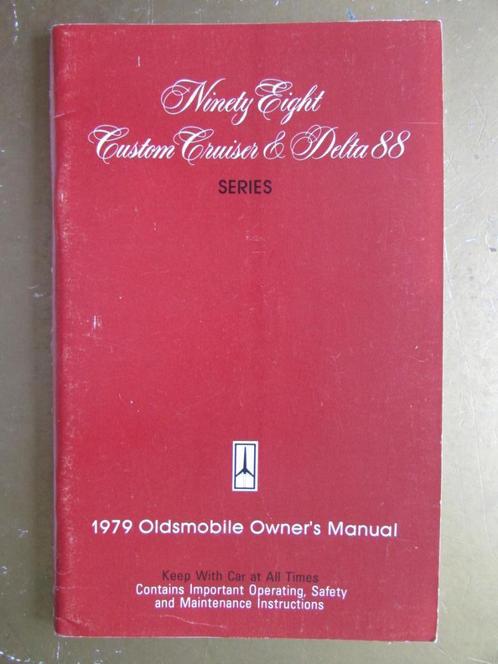 Ninety Eight
Custom Cruiser & Delta 88
SERIES
1979 Oldsmobile Owner's Manual
Keep With Car at All Times
Contains Important Operating, Safety
and Maintenance Instructions